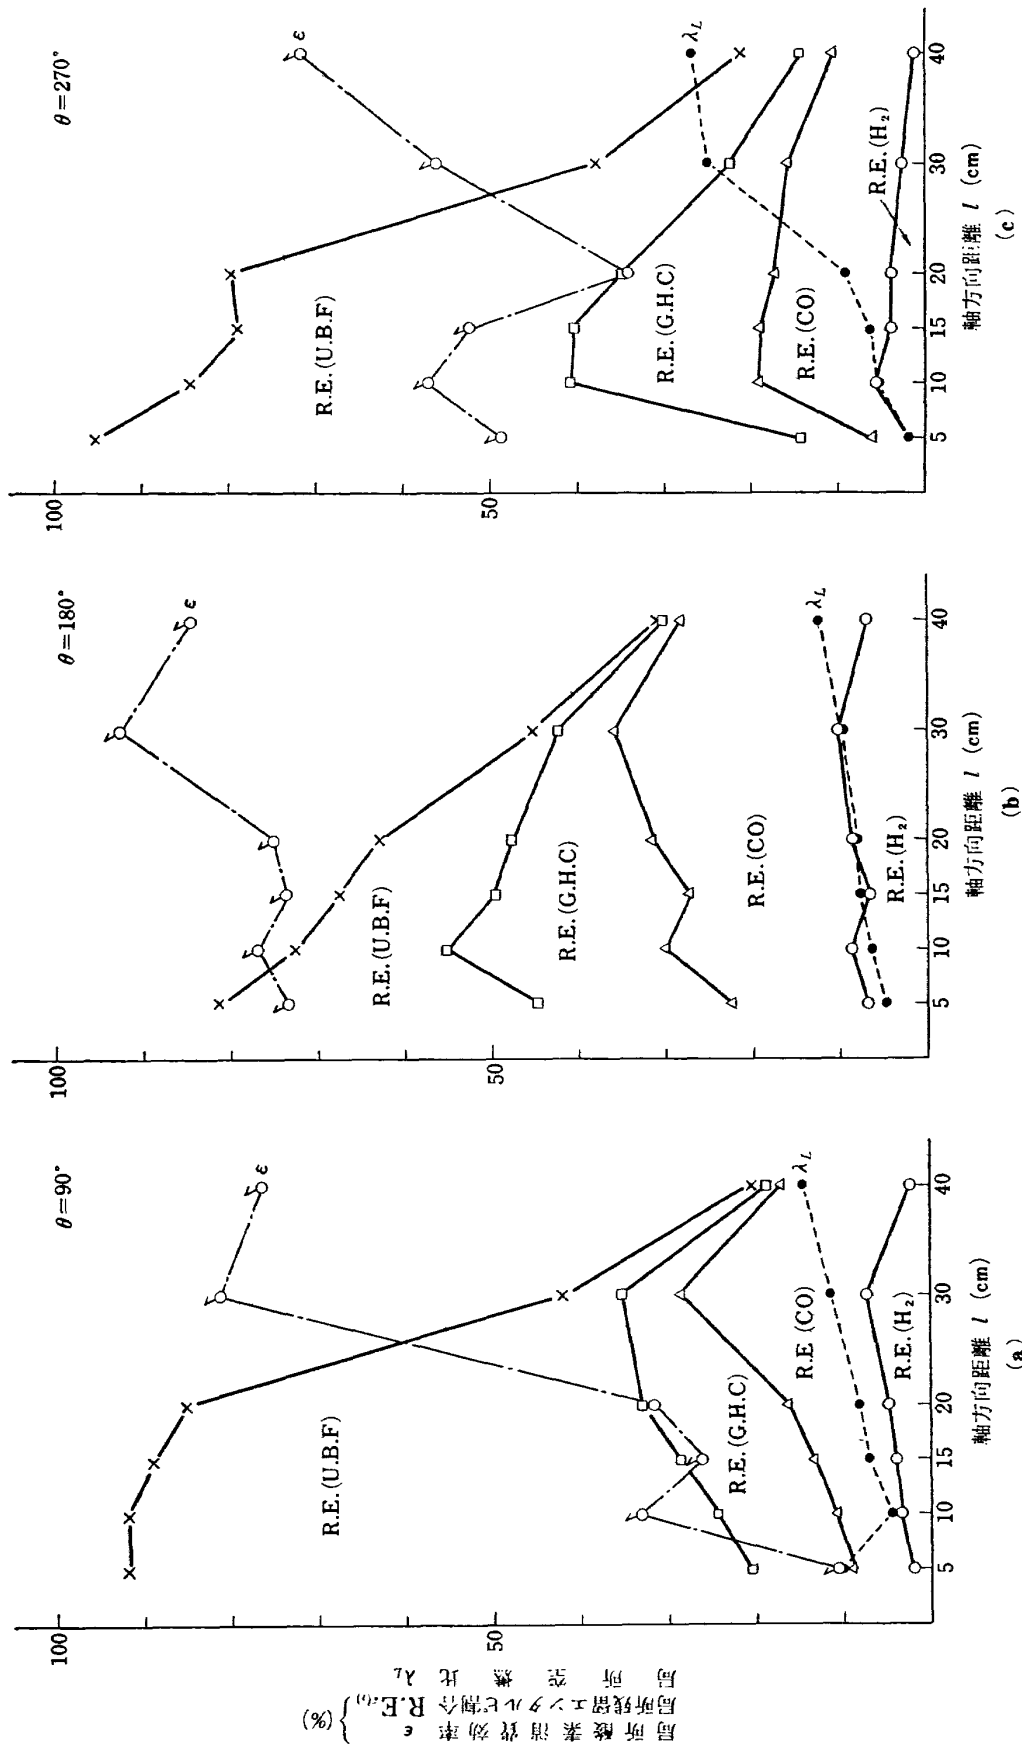 局所空燃比 λL
局所残留エンタルピ割合 R.E.(i)
局所酸素消費効率 ε
} (%)
θ=90°
100
50
ε
R.E.(U.B.F)
R.E.(G.H.C)
R.E(CO)
λL
R.E.(H2)
5 10 15 20 30 40
軸方向距離 l (cm)
(a)
θ=180°
100
50
ε
R.E.(U.B.F)
R.E.(G.H.C)
R.E.(CO)
λL
R.E.(H2)
5 10 15 20 30 40
軸方向距離 l (cm)
(b)
θ=270°
100
50
ε
R.E.(U.B.F)
R.E.(G.H.C)
R.E.(CO)
λL
R.E.(H2)
5 10 15 20 30 40
軸方向距離 l (cm)
(c)